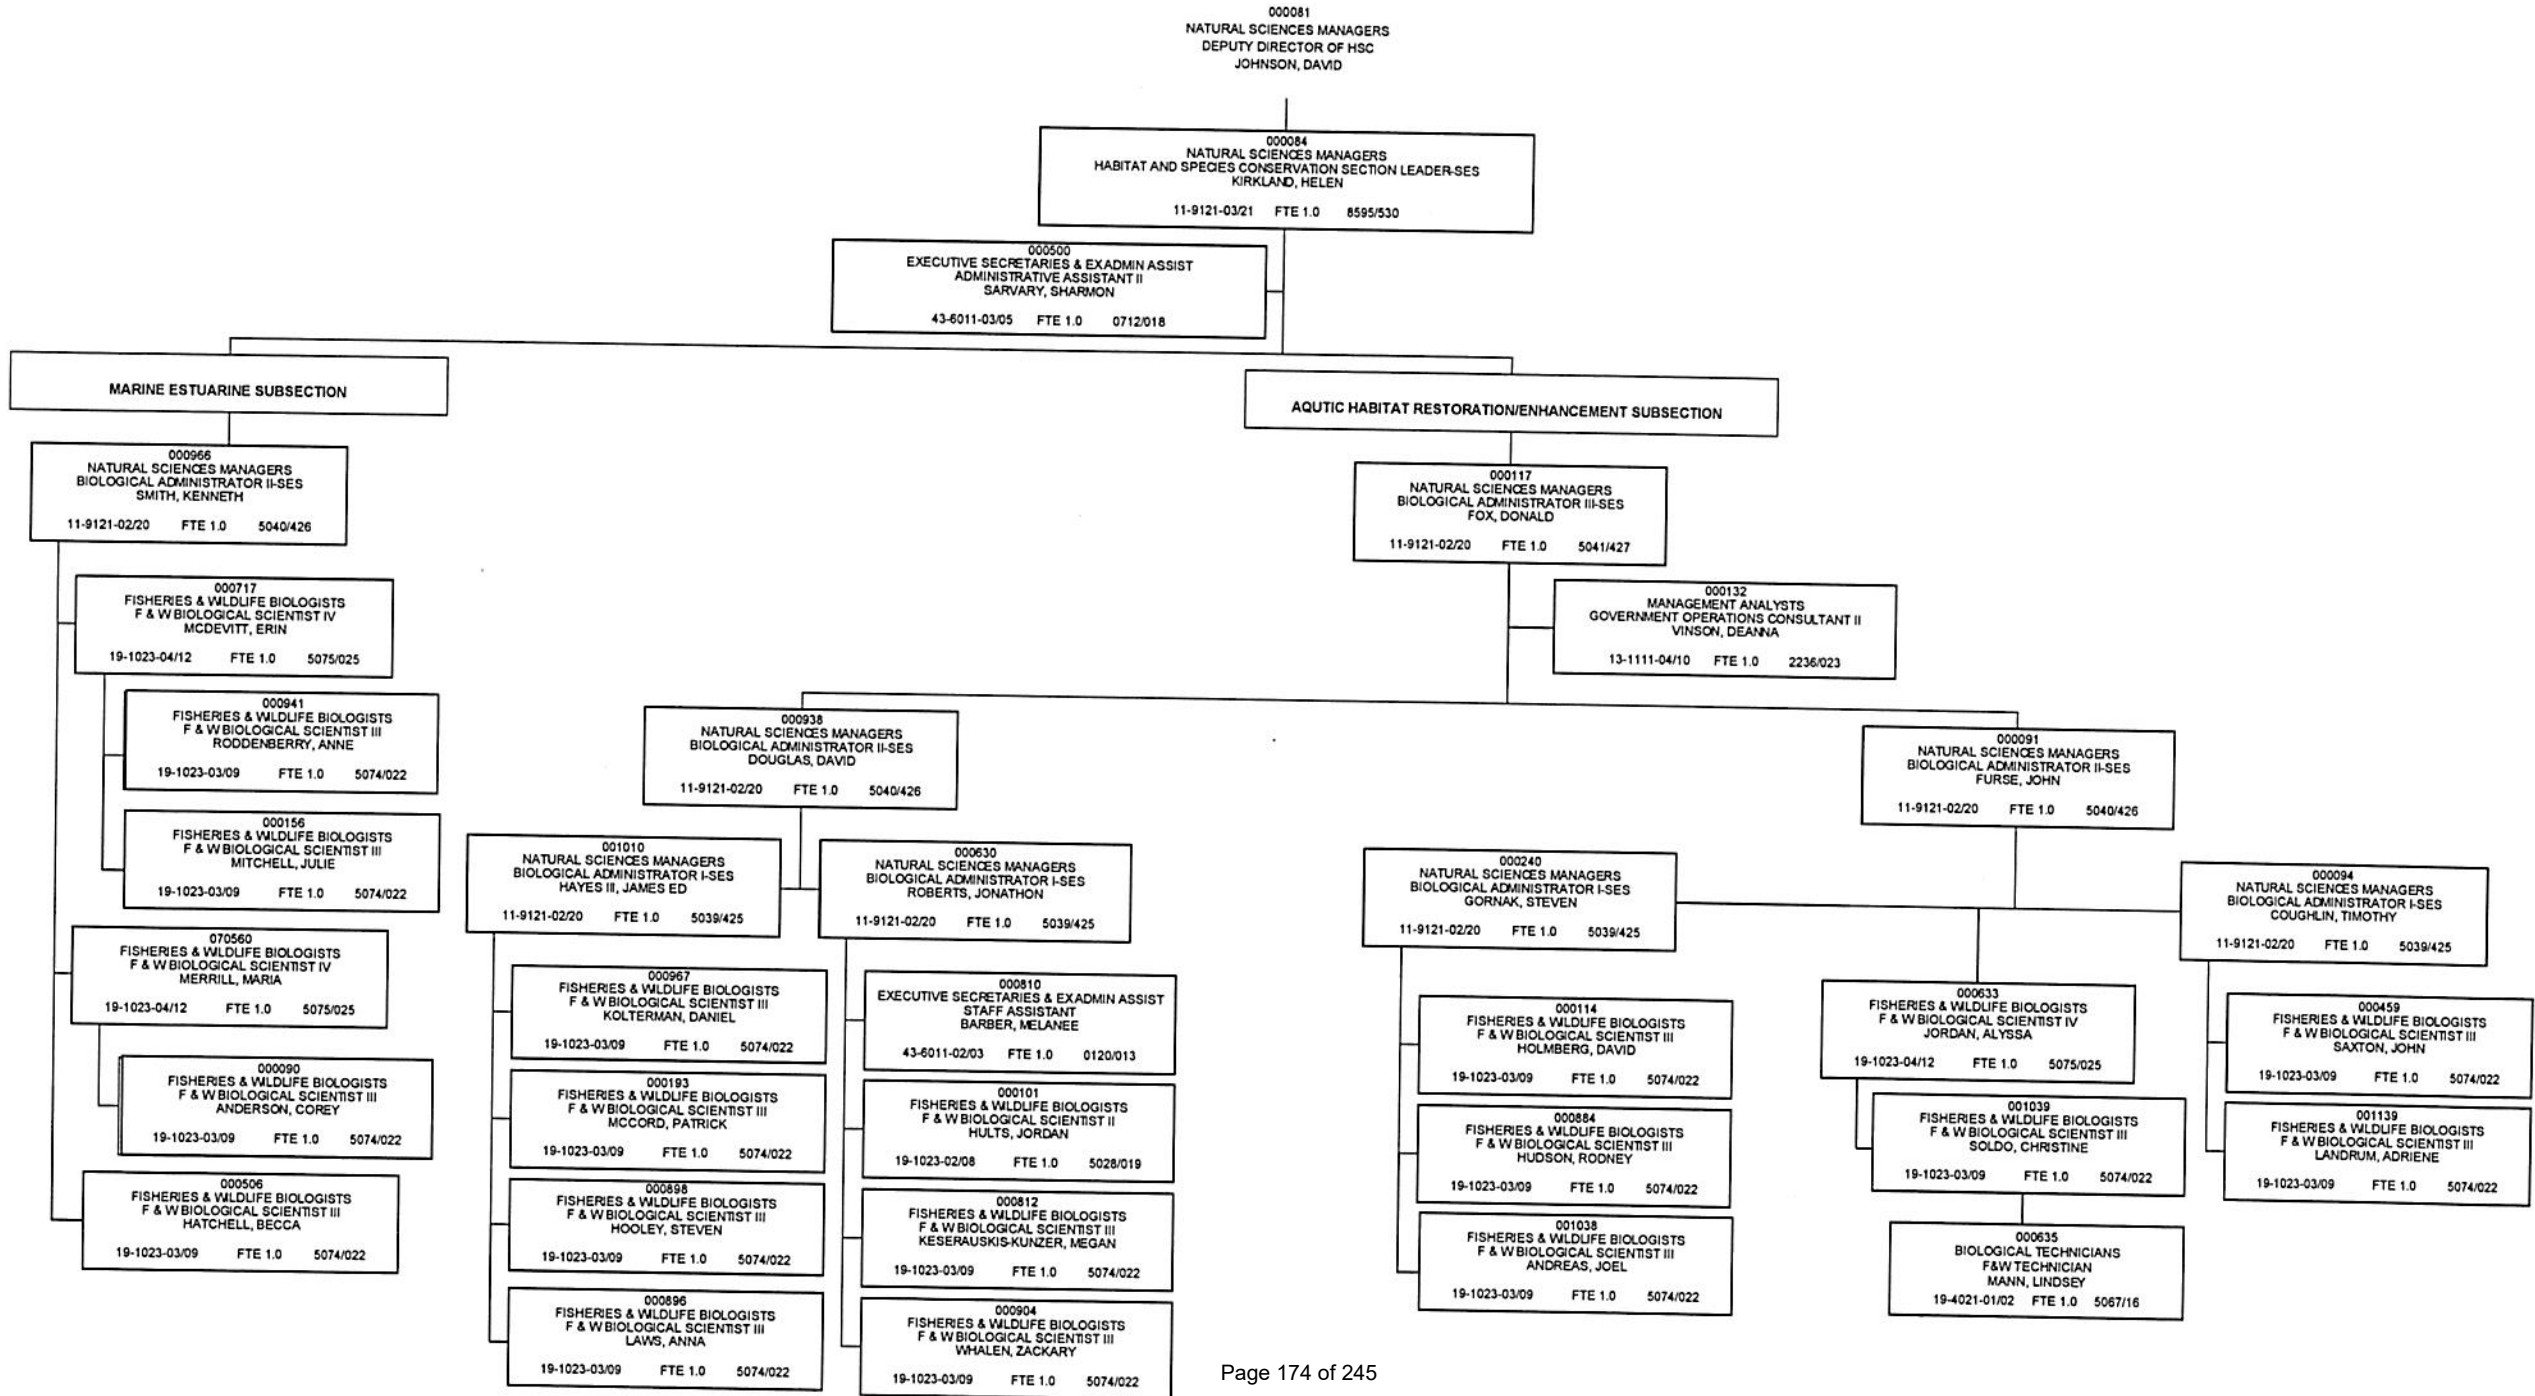 000081
NATURAL SCIENCES MANAGERS
DEPUTY DIRECTOR OF HSC
JOHNSON, DAVID
000084
NATURAL SCIENCES MANAGERS
HABITAT AND SPECIES CONSERVATION SECTION LEADER-SES
KIRKLAND, HELEN
11-9121-03/21 FTE 1.0 8595/530
000500
EXECUTIVE SECRETARIES & EXADMIN ASSIST
ADMINISTRATIVE ASSISTANT II
SARVARY, SHARMON
43-6011-03/05 FTE 1.0 0712/018
MARINE ESTUARINE SUBSECTION
000966
NATURAL SCIENCES MANAGERS
BIOLOGICAL ADMINISTRATOR II-SES
SMITH, KENNETH
11-9121-02/20 FTE 1.0 5040/426
000717
FISHERIES & WILDLIFE BIOLOGISTS
F & W BIOLOGICAL SCIENTIST IV
MCDEVITT, ERIN
19-1023-04/12 FTE 1.0 5075/025
000941
FISHERIES & WILDLIFE BIOLOGISTS
F & W BIOLOGICAL SCIENTIST III
RODDENBERRY, ANNE
19-1023-03/09 FTE 1.0 5074/022
000156
FISHERIES & WILDLIFE BIOLOGISTS
F & W BIOLOGICAL SCIENTIST III
MITCHELL, JULIE
19-1023-03/09 FTE 1.0 5074/022
070560
FISHERIES & WILDLIFE BIOLOGISTS
F & W BIOLOGICAL SCIENTIST IV
MERRILL, MARIA
19-1023-04/12 FTE 1.0 5075/025
000090
FISHERIES & WILDLIFE BIOLOGISTS
F & W BIOLOGICAL SCIENTIST III
ANDERSON, COREY
19-1023-03/09 FTE 1.0 5074/022
000506
FISHERIES & WILDLIFE BIOLOGISTS
F & W BIOLOGICAL SCIENTIST III
HATCHELL, BECCA
19-1023-03/09 FTE 1.0 5074/022
AQUTIC HABITAT RESTORATION/ENHANCEMENT SUBSECTION
000117
NATURAL SCIENCES MANAGERS
BIOLOGICAL ADMINISTRATOR III-SES
FOX, DONALD
11-9121-02/20 FTE 1.0 5041/427
000132
MANAGEMENT ANALYSTS
GOVERNMENT OPERATIONS CONSULTANT II
VINSON, DEANNA
13-1111-04/10 FTE 1.0 2236/023
000938
NATURAL SCIENCES MANAGERS
BIOLOGICAL ADMINISTRATOR II-SES
DOUGLAS, DAVID
11-9121-02/20 FTE 1.0 5040/426
001010
NATURAL SCIENCES MANAGERS
BIOLOGICAL ADMINISTRATOR I-SES
HAYES III, JAMES ED
11-9121-02/20 FTE 1.0 5039/425
000967
FISHERIES & WILDLIFE BIOLOGISTS
F & W BIOLOGICAL SCIENTIST III
KOLTERMAN, DANIEL
19-1023-03/09 FTE 1.0 5074/022
000193
FISHERIES & WILDLIFE BIOLOGISTS
F & W BIOLOGICAL SCIENTIST III
MCCORD, PATRICK
19-1023-03/09 FTE 1.0 5074/022
000898
FISHERIES & WILDLIFE BIOLOGISTS
F & W BIOLOGICAL SCIENTIST III
HOOLEY, STEVEN
19-1023-03/09 FTE 1.0 5074/022
000896
FISHERIES & WILDLIFE BIOLOGISTS
F & W BIOLOGICAL SCIENTIST III
LAWS, ANNA
19-1023-03/09 FTE 1.0 5074/022
000630
NATURAL SCIENCES MANAGERS
BIOLOGICAL ADMINISTRATOR I-SES
ROBERTS, JONATHON
11-9121-02/20 FTE 1.0 5039/425
000810
EXECUTIVE SECRETARIES & EXADMIN ASSIST
STAFF ASSISTANT
BARBER, MELANEE
43-6011-02/03 FTE 1.0 0120/013
000101
FISHERIES & WILDLIFE BIOLOGISTS
F & W BIOLOGICAL SCIENTIST II
HULTS, JORDAN
19-1023-02/08 FTE 1.0 5028/019
000812
FISHERIES & WILDLIFE BIOLOGISTS
F & W BIOLOGICAL SCIENTIST III
KESERAUSKIS-KUNZER, MEGAN
19-1023-03/09 FTE 1.0 5074/022
000904
FISHERIES & WILDLIFE BIOLOGISTS
F & W BIOLOGICAL SCIENTIST III
WHALEN, ZACKARY
19-1023-03/09 FTE 1.0 5074/022
000091
NATURAL SCIENCES MANAGERS
BIOLOGICAL ADMINISTRATOR II-SES
FURSE, JOHN
11-9121-02/20 FTE 1.0 5040/426
000240
NATURAL SCIENCES MANAGERS
BIOLOGICAL ADMINISTRATOR I-SES
GORNAK, STEVEN
11-9121-02/20 FTE 1.0 5039/425
000114
FISHERIES & WILDLIFE BIOLOGISTS
F & W BIOLOGICAL SCIENTIST III
HOLMBERG, DAVID
19-1023-03/09 FTE 1.0 5074/022
000884
FISHERIES & WILDLIFE BIOLOGISTS
F & W BIOLOGICAL SCIENTIST III
HUDSON, RODNEY
19-1023-03/09 FTE 1.0 5074/022
001038
FISHERIES & WILDLIFE BIOLOGISTS
F & W BIOLOGICAL SCIENTIST III
ANDREAS, JOEL
19-1023-03/09 FTE 1.0 5074/022
000633
FISHERIES & WILDLIFE BIOLOGISTS
F & W BIOLOGICAL SCIENTIST IV
JORDAN, ALYSSA
19-1023-04/12 FTE 1.0 5075/025
001039
FISHERIES & WILDLIFE BIOLOGISTS
F & W BIOLOGICAL SCIENTIST III
SOLDO, CHRISTINE
19-1023-03/09 FTE 1.0 5074/022
000635
BIOLOGICAL TECHNICIANS
F&W TECHNICIAN
MANN, LINDSEY
19-4021-01/02 FTE 1.0 5067/16
000094
NATURAL SCIENCES MANAGERS
BIOLOGICAL ADMINISTRATOR I-SES
COUGHLIN, TIMOTHY
11-9121-02/20 FTE 1.0 5039/425
000459
FISHERIES & WILDLIFE BIOLOGISTS
F & W BIOLOGICAL SCIENTIST III
SAXTON, JOHN
19-1023-03/09 FTE 1.0 5074/022
001139
FISHERIES & WILDLIFE BIOLOGISTS
F & W BIOLOGICAL SCIENTIST III
LANDRUM, ADRIENE
19-1023-03/09 FTE 1.0 5074/022
Page 174 of 245